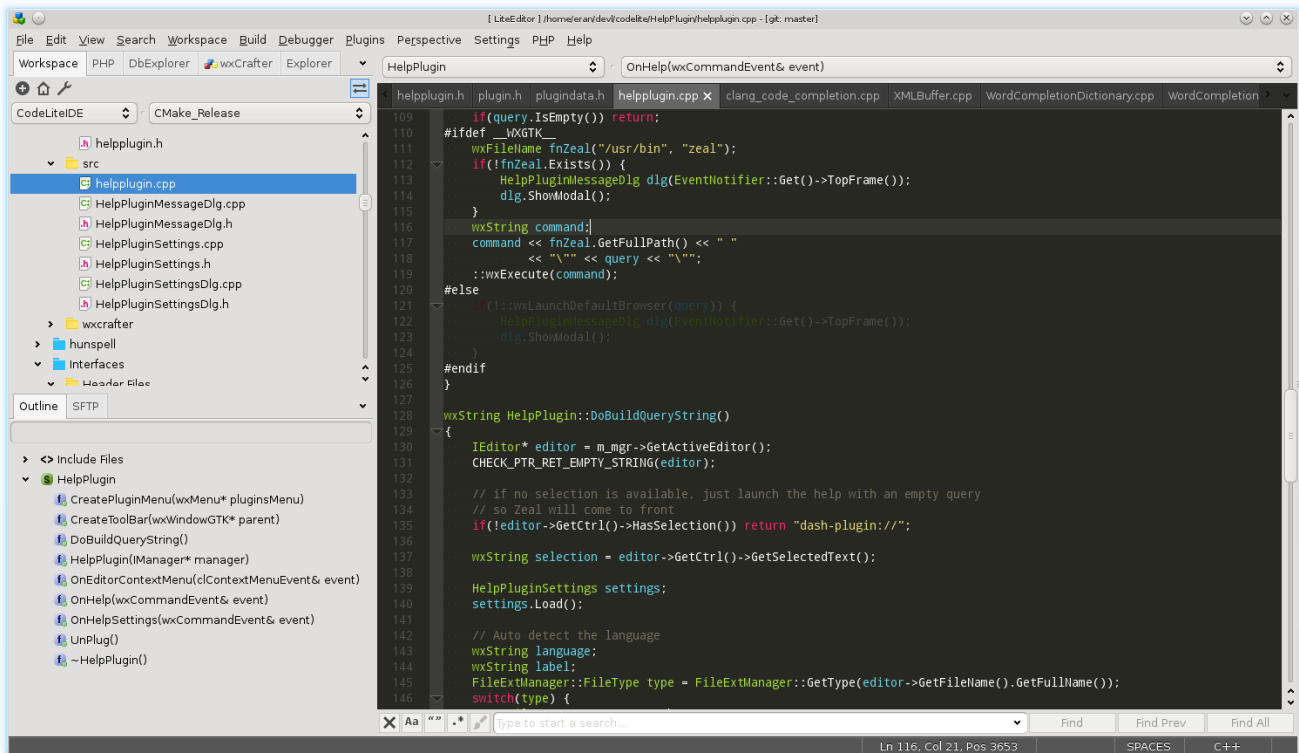 [ LiteEditor ] /home/eran/devl/codelite/HelpPlugin/helpplugin.cpp - [git: master]
File Edit View Search Workspace Build Debugger Plugins Perspective Settings PHP Help
Workspace PHP DbExplorer wxCrafter Explorer
HelpPlugin OnHelp(wxCommandEvent& event)
helpplugin.h plugin.h plugindata.h helpplugin.cpp clang_code_completion.cpp XMLBuffer.cpp WordCompletionDictionary.cpp WordCompletion
CodeLiteIDE CMake_Release
helpplugin.h
src
helpplugin.cpp
HelpPluginMessageDlg.cpp
HelpPluginMessageDlg.h
HelpPluginSettings.cpp
HelpPluginSettings.h
HelpPluginSettingsDlg.cpp
HelpPluginSettingsDlg.h
wxcrafter
hunspell
Interfaces
Header Files
Outline SFTP
<> Include Files
HelpPlugin
CreatePluginMenu(wxMenu* pluginsMenu)
CreateToolBar(wxWindowGTK* parent)
DoBuildQueryString()
HelpPlugin(IManager* manager)
OnEditorContextMenu(clContextMenuEvent& event)
OnHelp(wxCommandEvent& event)
OnHelpSettings(wxCommandEvent& event)
UnPlug()
~HelpPlugin()
109 if(query.IsEmpty()) return;
110 #ifdef __WXGTK__
111 wxFileName fnZeal("/usr/bin", "zeal");
112 if(!fnZeal.Exists()) {
113 HelpPluginMessageDlg dlg(EventNotifier::Get()->TopFrame());
114 dlg.ShowModal();
115 }
116 wxString command;
117 command << fnZeal.GetFullPath() << " "
118 << "\"" << query << "\"";
119 ::wxExecute(command);
120 #else
121 if(!::wxLaunchDefaultBrowser(query)) {
122 HelpPluginMessageDlg dlg(EventNotifier::Get()->TopFrame());
123 dlg.ShowModal();
124 }
125 #endif
126 }
127
128 wxString HelpPlugin::DoBuildQueryString()
129 {
130 IEditor* editor = m_mgr->GetActiveEditor();
131 CHECK_PTR_RET_EMPTY_STRING(editor);
132
133 // if no selection is available, just launch the help with an empty query
134 // so Zeal will come to front
135 if(!editor->GetCtrl()->HasSelection()) return "dash-plugin://";
136
137 wxString selection = editor->GetCtrl()->GetSelectedText();
138
139 HelpPluginSettings settings;
140 settings.Load();
141
142 // Auto detect the language
143 wxString language;
144 wxString label;
145 FileExtManager::FileType type = FileExtManager::GetType(editor->GetFileName().GetFullName());
146 switch(type) {
Aa "" .* Type to start a search... Find Find Prev Find All
Ln 116, Col 21, Pos 3653 SPACES C++